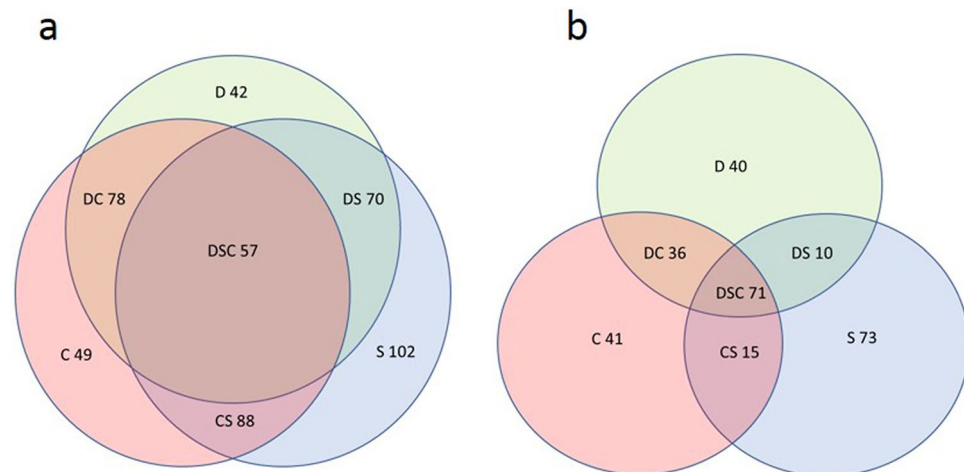 a
D 42
DC 78
DS 70
DSC 57
C 49
S 102
CS 88
b
D 40
DC 36
DS 10
DSC 71
C 41
CS 15
S 73